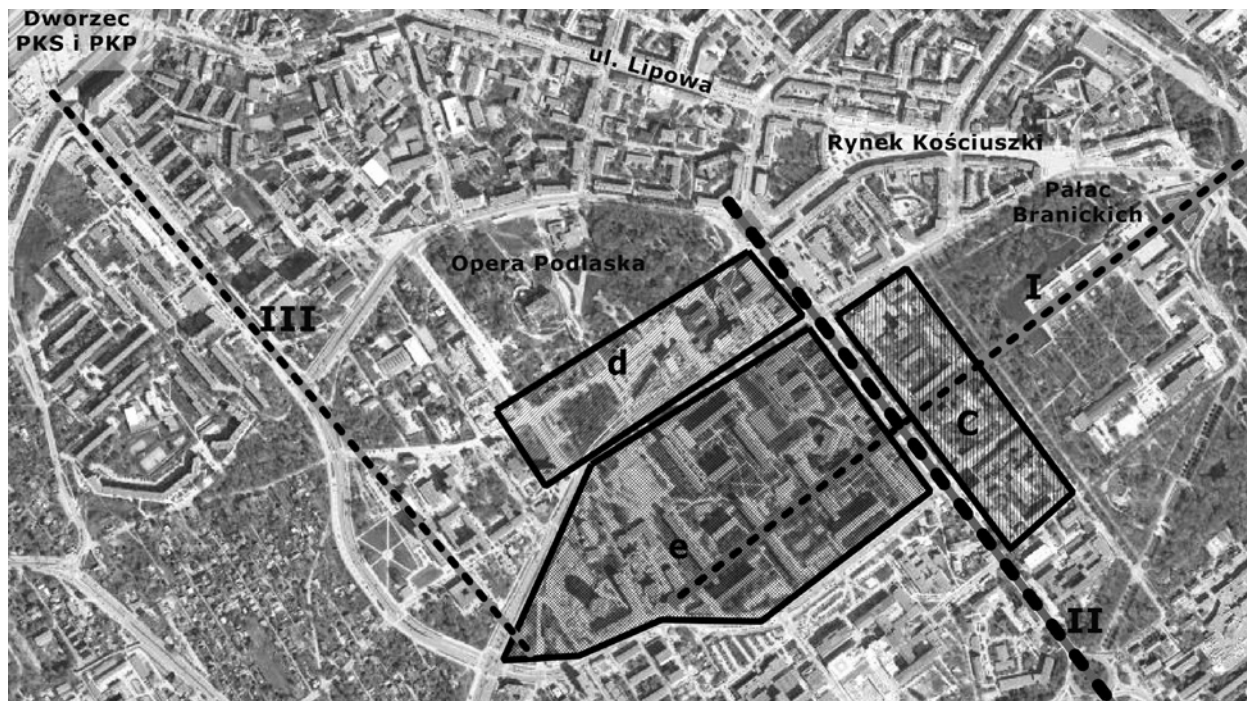 Dworzec
PKS i PKP
ul. Lipowa
Rynek Kościuszki
Pałac
Branickich
Opera Podlaska
I
III
d
C
e
II